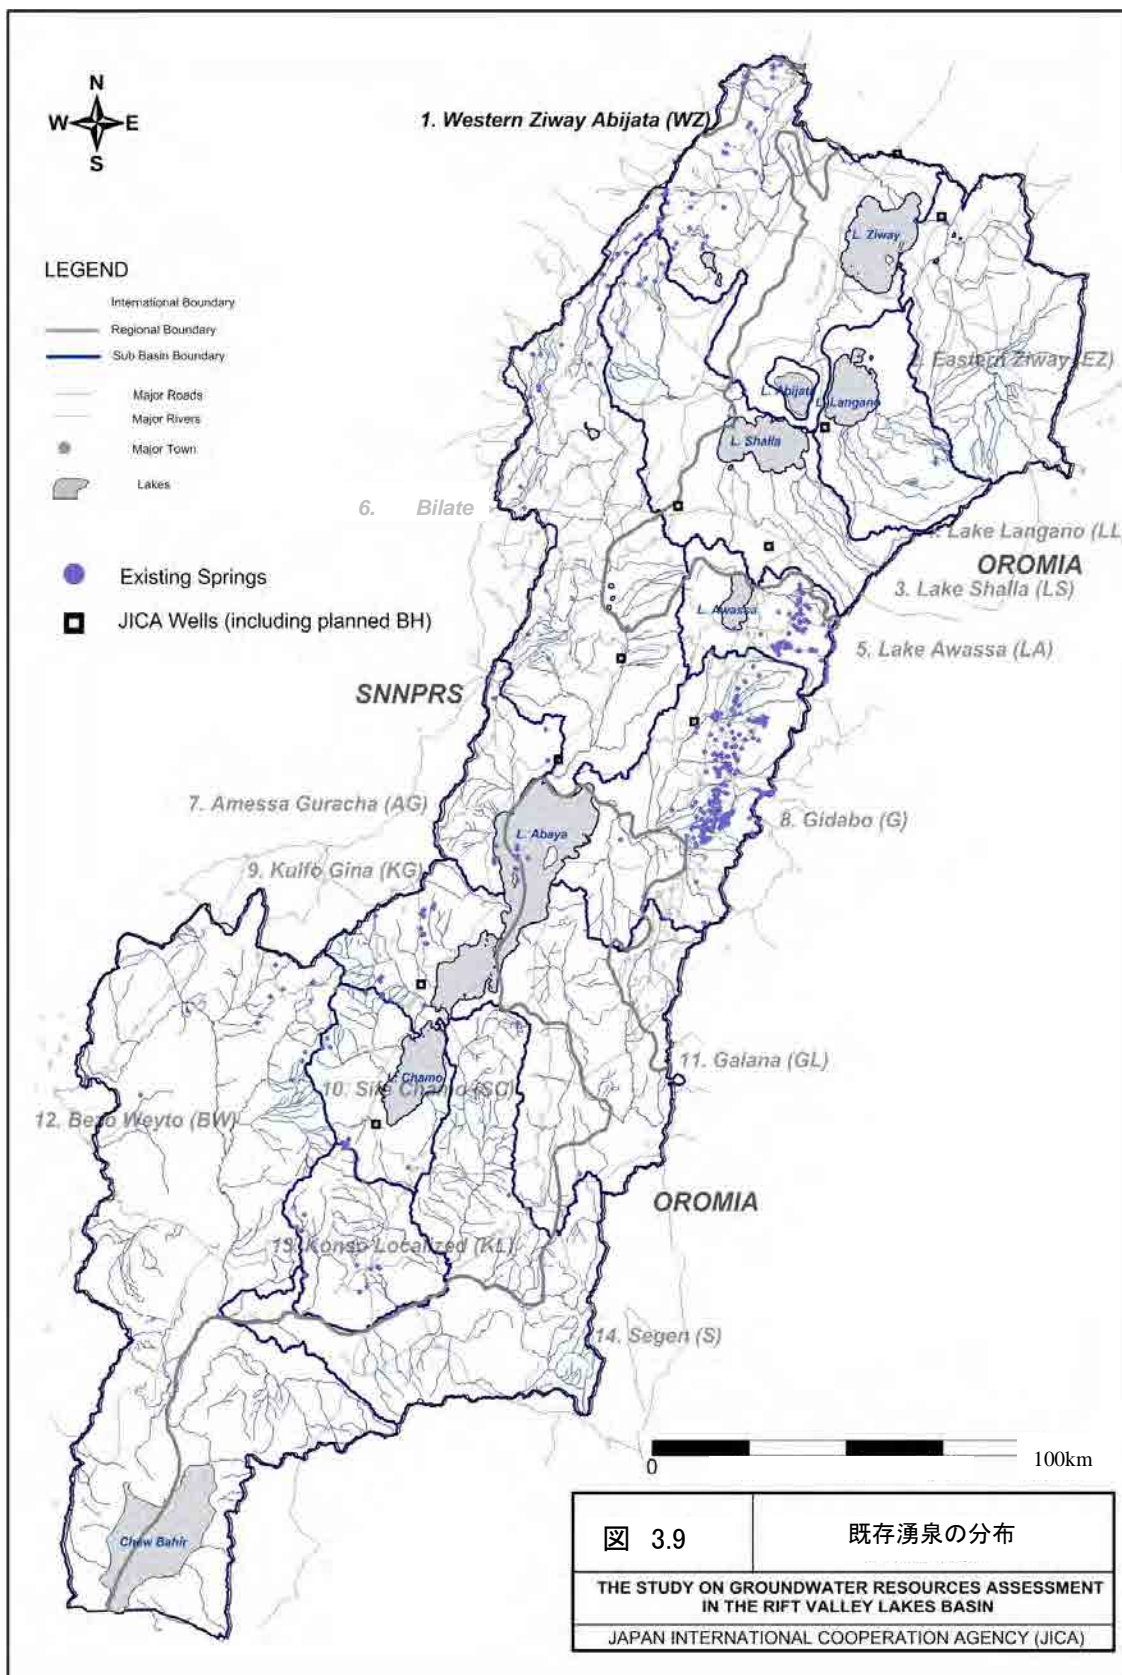 N
W E
S
1. Western Ziway Abijata (WZ)
L. Ziway
LEGEND
International Boundary
Regional Boundary
Sub Basin Boundary
Major Roads
Major Rivers
Major Town
Lakes
Existing Springs
JICA Wells (including planned BH)
Eastern Ziway (EZ)
L. Abijata
L. Langano
L. Shalla
6. Bilate
Lake Langano (LL
OROMIA
3. Lake Shalla (LS)
L. Awassa
5. Lake Awassa (LA)
SNNPRS
7. Amessa Guracha (AG)
8. Gidabo (G)
L. Abaya
9. Kulfo Gina (KG)
11. Galana (GL)
Chamo
10. Sife Chamo (SC)
12. Bezo Weyto (BW)
OROMIA
13. Konso Localized (KL)
14. Segen (S)
0 100km
Chew Bahir
図 3.9 既存湧泉の分布
THE STUDY ON GROUNDWATER RESOURCES ASSESSMENT
IN THE RIFT VALLEY LAKES BASIN
JAPAN INTERNATIONAL COOPERATION AGENCY (JICA)